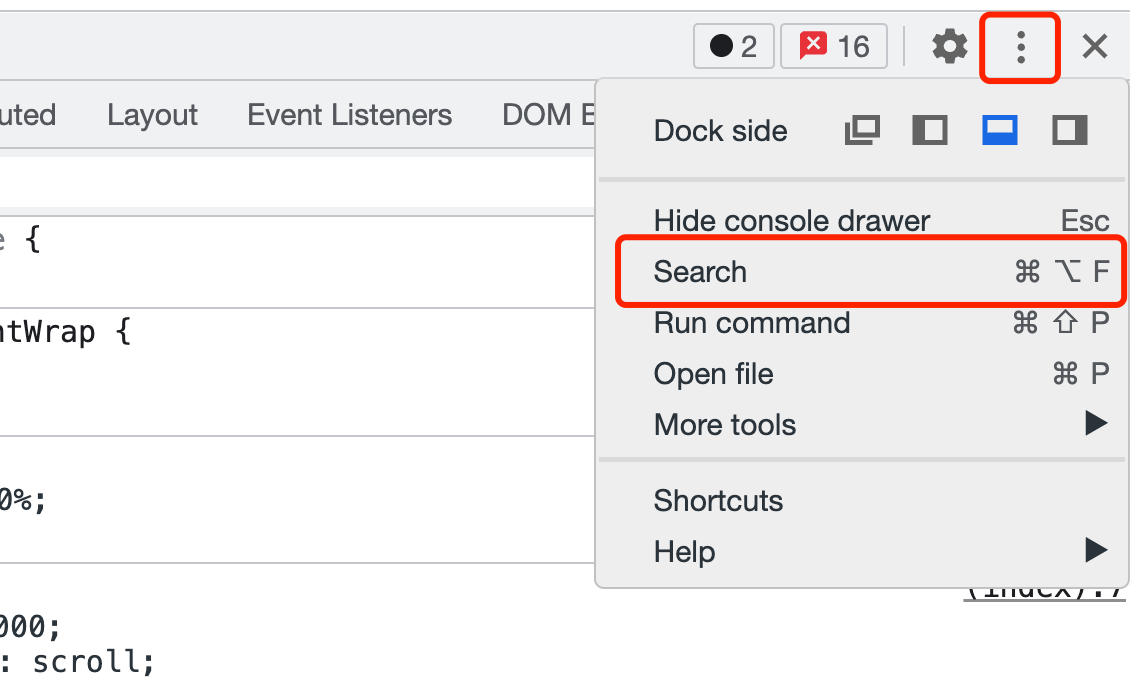 2 16
uted Layout Event Listeners DOM
Dock side
e {
Hide console drawer Esc
Search ⌘ ⌥ F
ntWrap {
Run command ⌘ ⇧ P
Open file ⌘ P
More tools ▶
0%;
Shortcuts
Help ▶
(index):7
000;
: scroll;